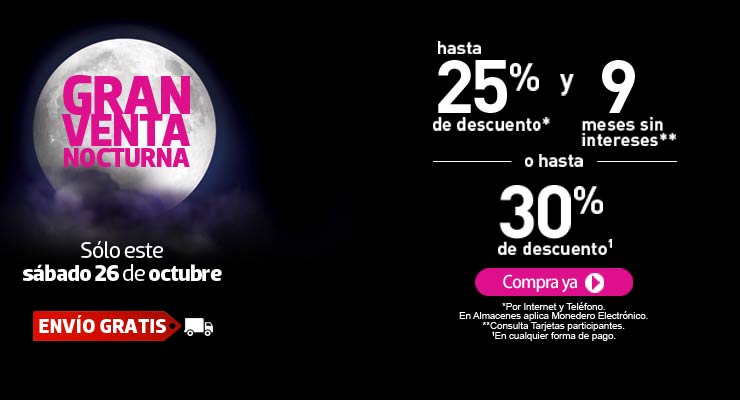 GRAN
VENTA
NOCTURNA
Sólo este
sábado 26 de octubre
ENVÍO GRATIS
hasta
25% y 9
de descuento* meses sin
intereses**
o hasta
30%
de descuento¹
Compra ya
*Por Internet y Teléfono.
En Almacenes aplica Monedero Electrónico.
**Consulta Tarjetas participantes.
¹En cualquier forma de pago.